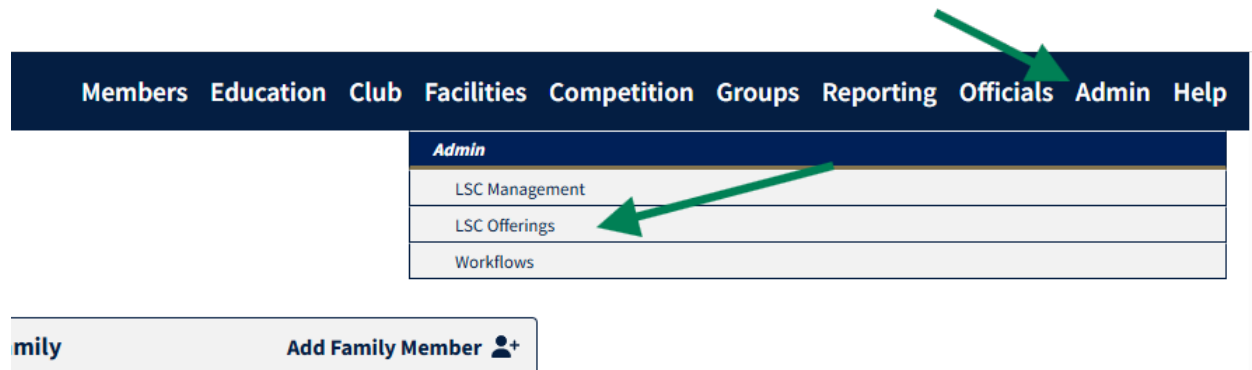 Members Education Club Facilities Competition Groups Reporting Officials Admin Help
Admin
LSC Management
LSC Offerings
Workflows
mily Add Family Member